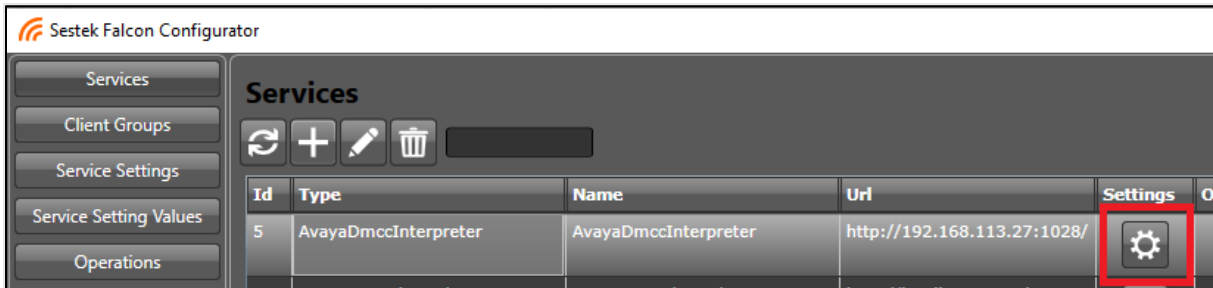 Sestek Falcon Configurator
Services
Client Groups
Service Settings
Service Setting Values
Operations
Services
Id Type Name Url Settings
5 AvayaDmccInterpreter AvayaDmccInterpreter http://192.168.113.27:1028/